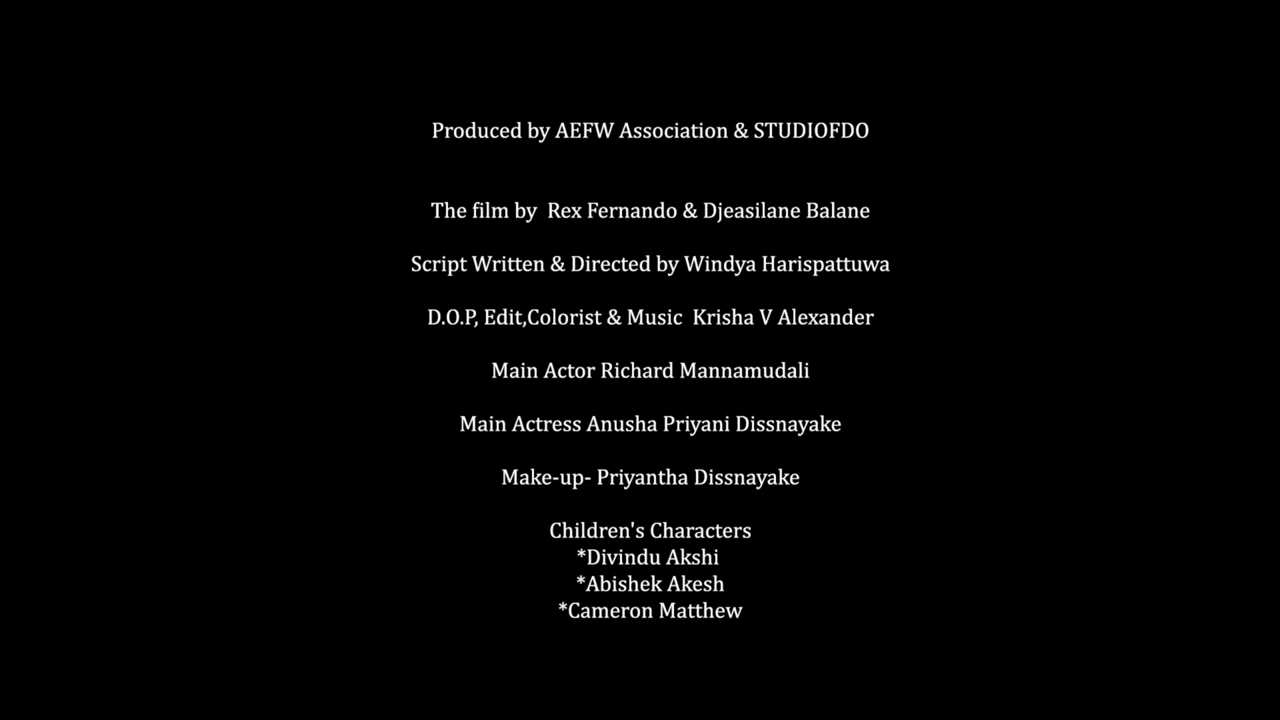 Produced by AEFW Association & STUDIOFDO
The film by  Rex Fernando & Djeasilane Balane
Script Written & Directed by Windya Harispattuwa
D.O.P, Edit,Colorist & Music  Krisha V Alexander
Main Actor Richard Mannamudali
Main Actress Anusha Priyani Dissnayake
Make-up- Priyantha Dissnayake
Children's Characters
*Divindu Akshi
*Abishek Akesh
*Cameron Matthew